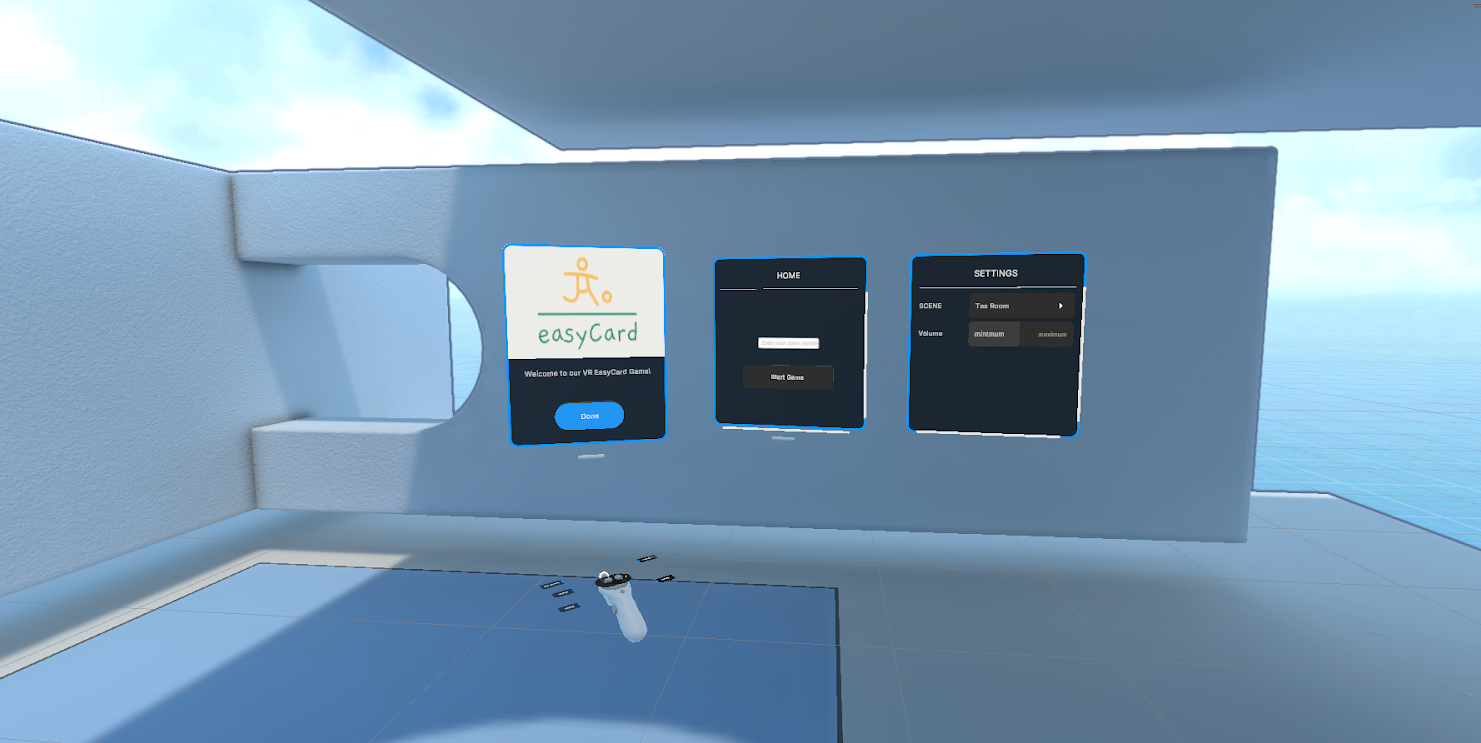 easyCard
Welcome to our VR EasyCard Game!
Done
HOME
Start Game
SETTINGS
SCENE
Tea Room
Volume
minimum
maximum